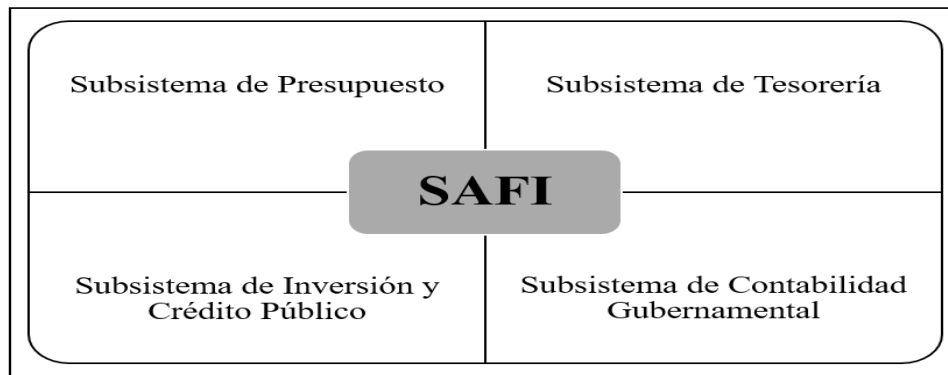 Subsistema de Presupuesto
Subsistema de Tesorería
SAFI
Subsistema de Inversión y
Crédito Público
Subsistema de Contabilidad
Gubernamental